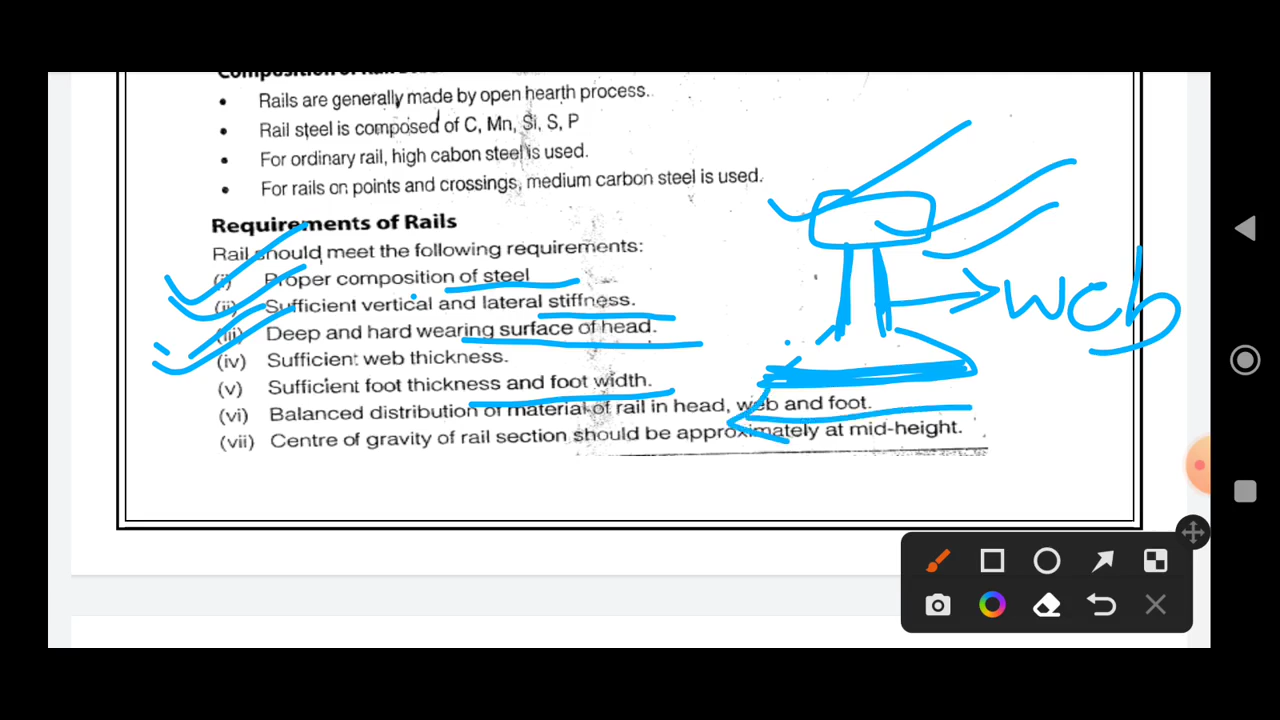 Composition of Rail
• Rails are generally made by open hearth process.
• Rail steel is composed of C, Mn, Si, S, P
• For ordinary rail, high cabon steel is used.
• For rails on points and crossings, medium carbon steel is used.
Requirements of Rails
Rail should meet the following requirements:
(i) Proper composition of steel
(ii) Sufficient vertical and lateral stiffness.
(iii) Deep and hard wearing surface of head.
(iv) Sufficient web thickness.
(v) Sufficient foot thickness and foot width.
(vi) Balanced distribution of material of rail in head, web and foot.
(vii) Centre of gravity of rail section should be approximately at mid-height.
web